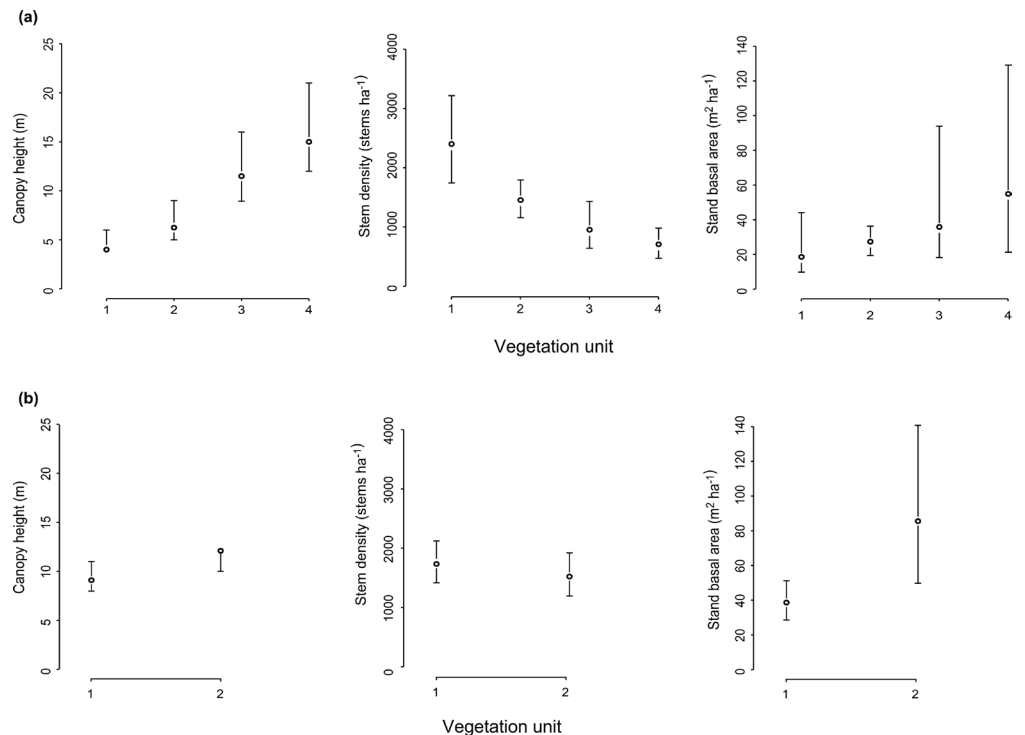 (a)
Canopy height (m)
0 5 10 15 20 25
1 2 3 4
Stem density (stems ha-1)
0 1000 2000 3000 4000
1 2 3 4
Stand basal area (m2 ha-1)
0 20 40 60 80 100 120 140
1 2 3 4
Vegetation unit
(b)
Canopy height (m)
0 5 10 15 20 25
1 2
Stem density (stems ha-1)
0 1000 2000 3000 4000
1 2
Stand basal area (m2 ha-1)
0 20 40 60 80 100 120 140
1 2
Vegetation unit